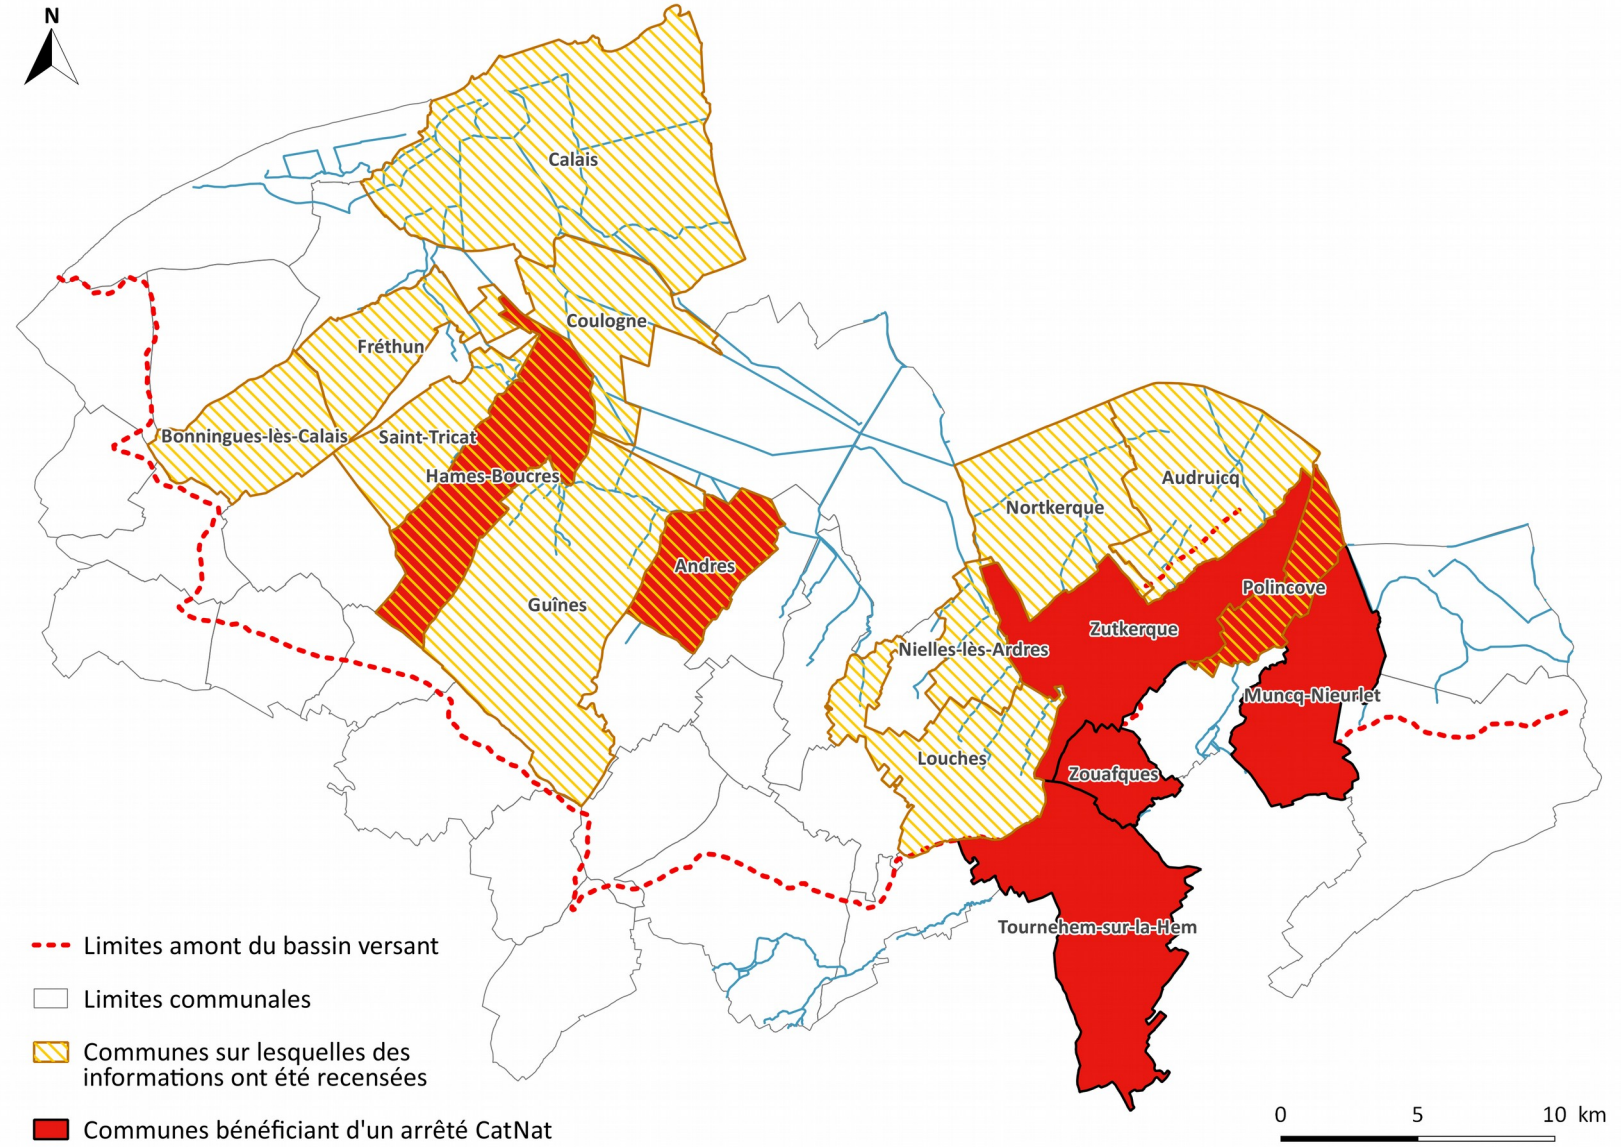 N
Calais
Coulogne
Fréthun
Bonningues-lès-Calais
Saint-Tricat
Hames-Boucres
Audruicq
Nortkerque
Andres
Polincove
Guînes
Zutkerque
Nielles-lès-Ardres
Muncq-Nieurlet
Louches
Zouafques
Tournehem-sur-la-Hem
Limites amont du bassin versant
Limites communales
Communes sur lesquelles des
informations ont été recensées
Communes bénéficiant d'un arrêté CatNat
0 5 10 km